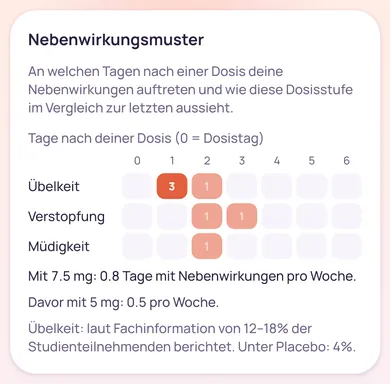 Nebenwirkungsmuster
An welchen Tagen nach einer Dosis deine
Nebenwirkungen auftreten und wie diese Dosisstufe
im Vergleich zur letzten aussieht.
Tage nach deiner Dosis (0 = Dosistag)
0 1 2 3 4 5 6
Übelkeit 3 1
Verstopfung 1 1
Müdigkeit 1
Mit 7.5 mg: 0.8 Tage mit Nebenwirkungen pro Woche.
Davor mit 5 mg: 0.5 pro Woche.
Übelkeit: laut Fachinformation von 12–18% der
Studienteilnehmenden berichtet. Unter Placebo: 4%.